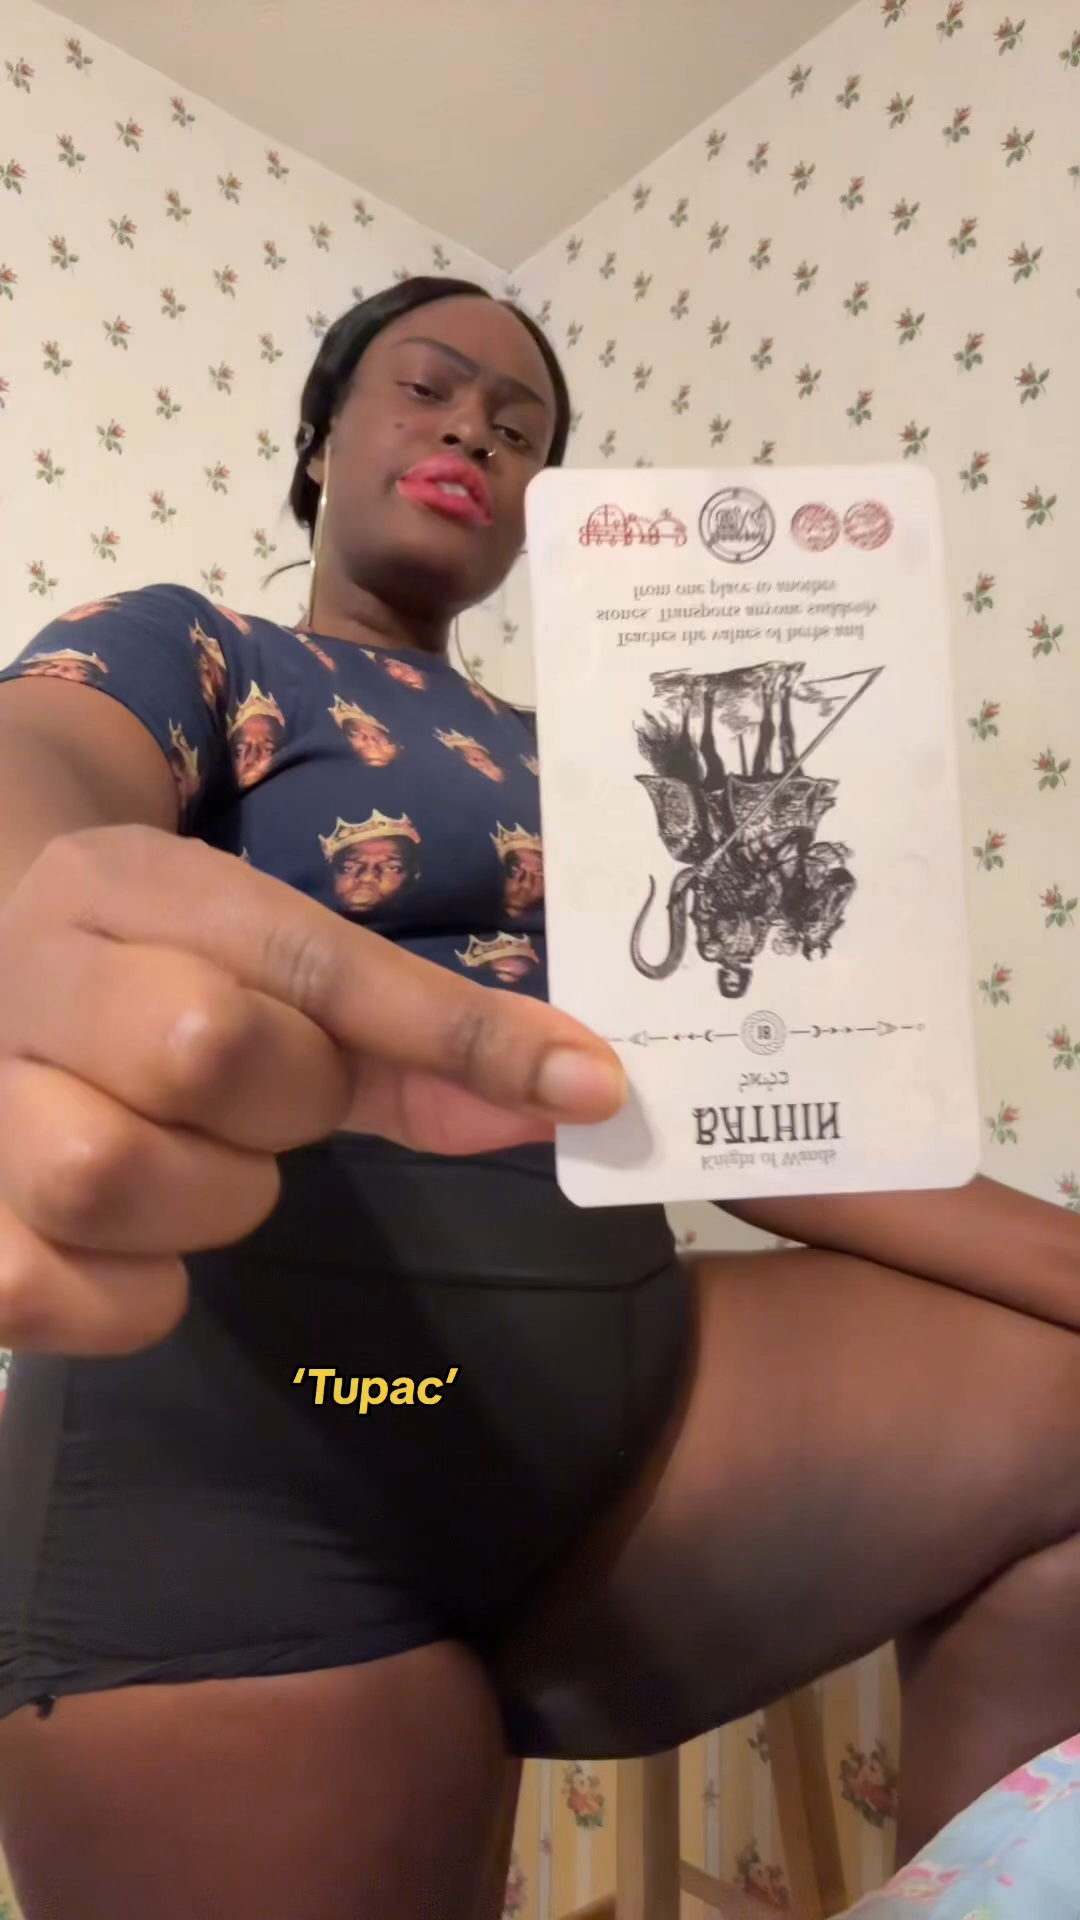 Knight of Wands
BATHIN
18
Teaches the values of herbs and
stones. Transports anyone suddenly
from one place to another
‘Tupac’